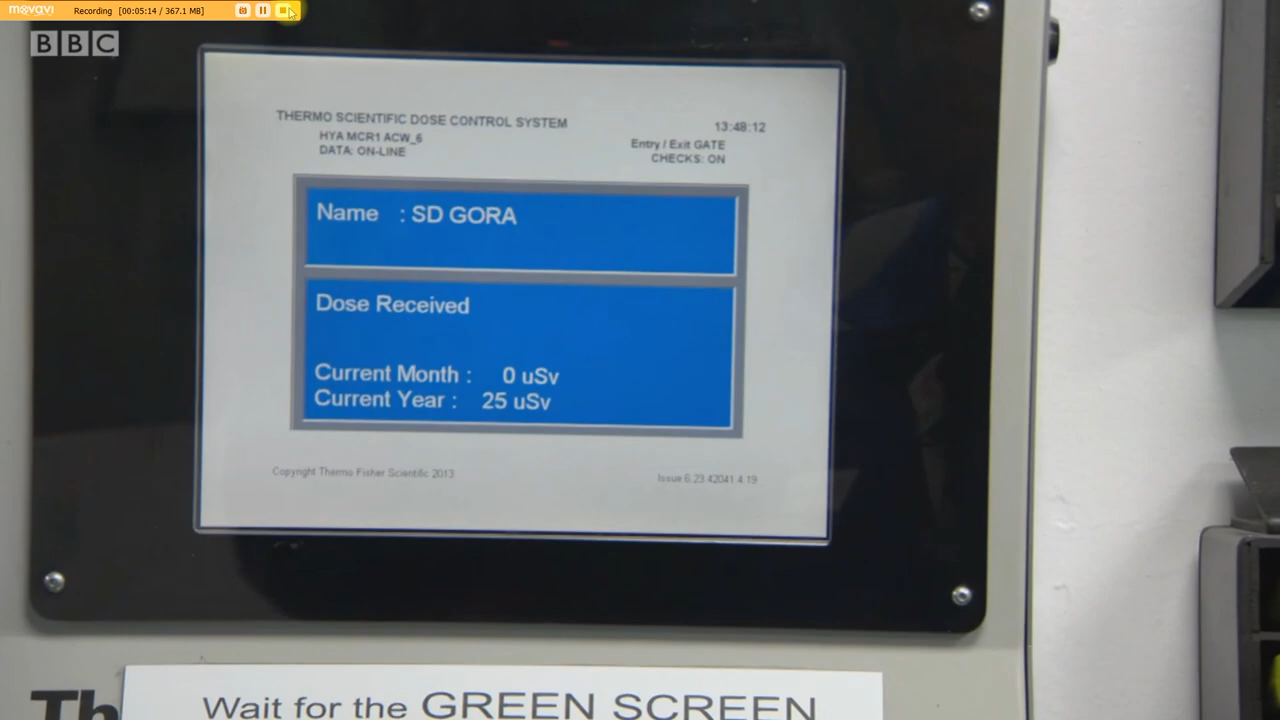 movavi
Recording [00:05:14 / 367.1 MB]
BBC
THERMO SCIENTIFIC DOSE CONTROL SYSTEM
13:48:12
HYA MCR1 ACW_6
Entry / Exit GATE
DATA: ON-LINE
CHECKS: ON
Name : SD GORA
Dose Received
Current Month : 0 uSv
Current Year : 25 uSv
Copyright Thermo Fisher Scientific 2013
Issue 6.23 42041.4.19
Th
Wait for the GREEN SCREEN